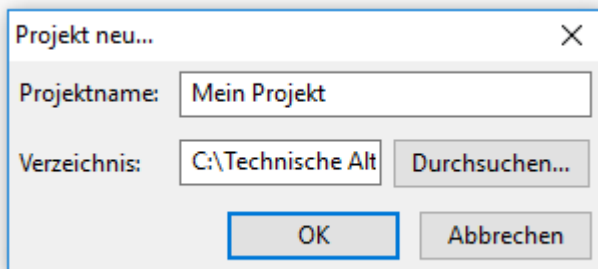 Projekt neu...
Projektname: Mein Projekt
Verzeichnis: C:\Technische Alt Durchsuchen...
OK Abbrechen